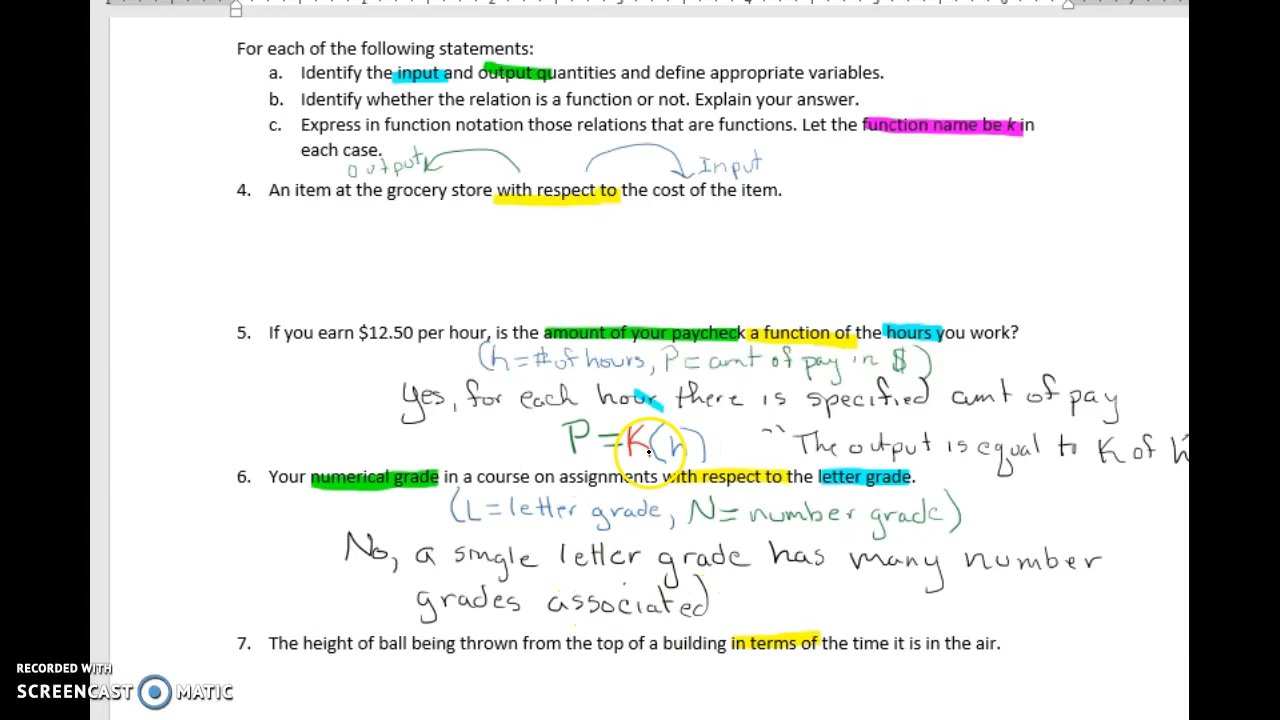 For each of the following statements:
a. Identify the input and output quantities and define appropriate variables.
b. Identify whether the relation is a function or not. Explain your answer.
c. Express in function notation those relations that are functions. Let the function name be k in
each case.
output Input
4. An item at the grocery store with respect to the cost of the item.
5. If you earn $12.50 per hour, is the amount of your paycheck a function of the hours you work?
(h = # of hours, P = amt of pay in $)
Yes, for each hour there is specified amt of pay
P = K(h) "The output is equal to K of h
6. Your numerical grade in a course on assignments with respect to the letter grade.
(L = letter grade, N = number grade)
No, a single letter grade has many number
grades associated
7. The height of ball being thrown from the top of a building in terms of the time it is in the air.
RECORDED WITH
SCREENCAST MATIC